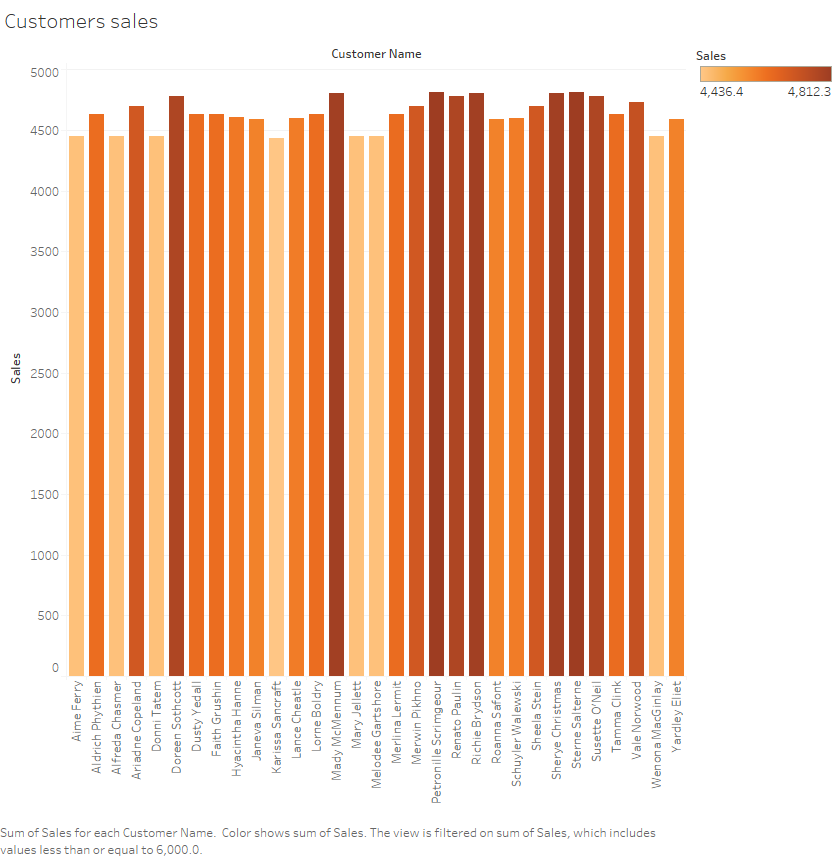 Customers sales
Customer Name
Sales
4,436.4 4,812.3
5000
4500
4000
3500
3000
2500
2000
1500
1000
500
0
Sales
Aime Ferry
Aldrich Phythien
Alfreda Chasmer
Ariadne Copeland
Donni Tatem
Doreen Sothcott
Dusty Yedall
Faith Grushin
Hyacintha Hanne
Janeva Silman
Karissa Sancraft
Lance Cheatle
Lorne Boldry
Mady McMennum
Mary Jellett
Melodee Gartshore
Merlina Lermit
Merwin Pikhno
Petronille Scrimgeour
Renato Paulin
Richie Brydson
Roanna Safont
Schuyler Walewski
Sheela Stein
Sherye Christmas
Sterne Salterne
Susette O'Neil
Tamma Clink
Vale Norwood
Wenona MacGinlay
Yardley Ellet
Sum of Sales for each Customer Name.  Color shows sum of Sales. The view is filtered on sum of Sales, which includes
values less than or equal to 6,000.0.